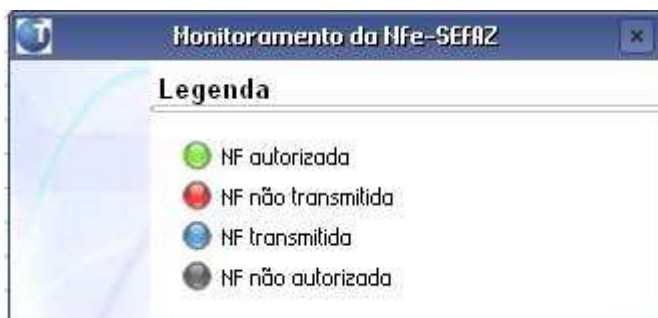 Monitoramento da NFe-SEFAZ
Legenda
NF autorizada
NF não transmitida
NF transmitida
NF não autorizada